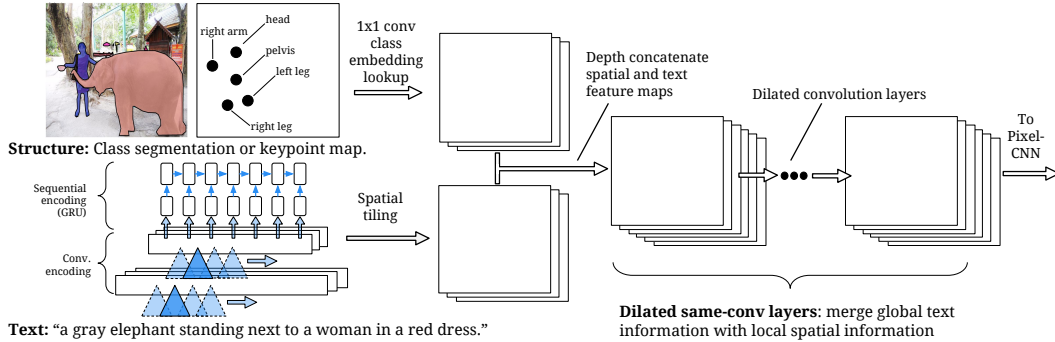 head
right arm
pelvis
left leg
right leg
Structure: Class segmentation or keypoint map.
1x1 conv
class
embedding
lookup
Sequential
encoding
(GRU)
Conv.
encoding
Spatial
tiling
Text: “a gray elephant standing next to a woman in a red dress.”
Depth concatenate
spatial and text
feature maps
Dilated convolution layers
To
Pixel-
CNN
Dilated same-conv layers: merge global text
information with local spatial information